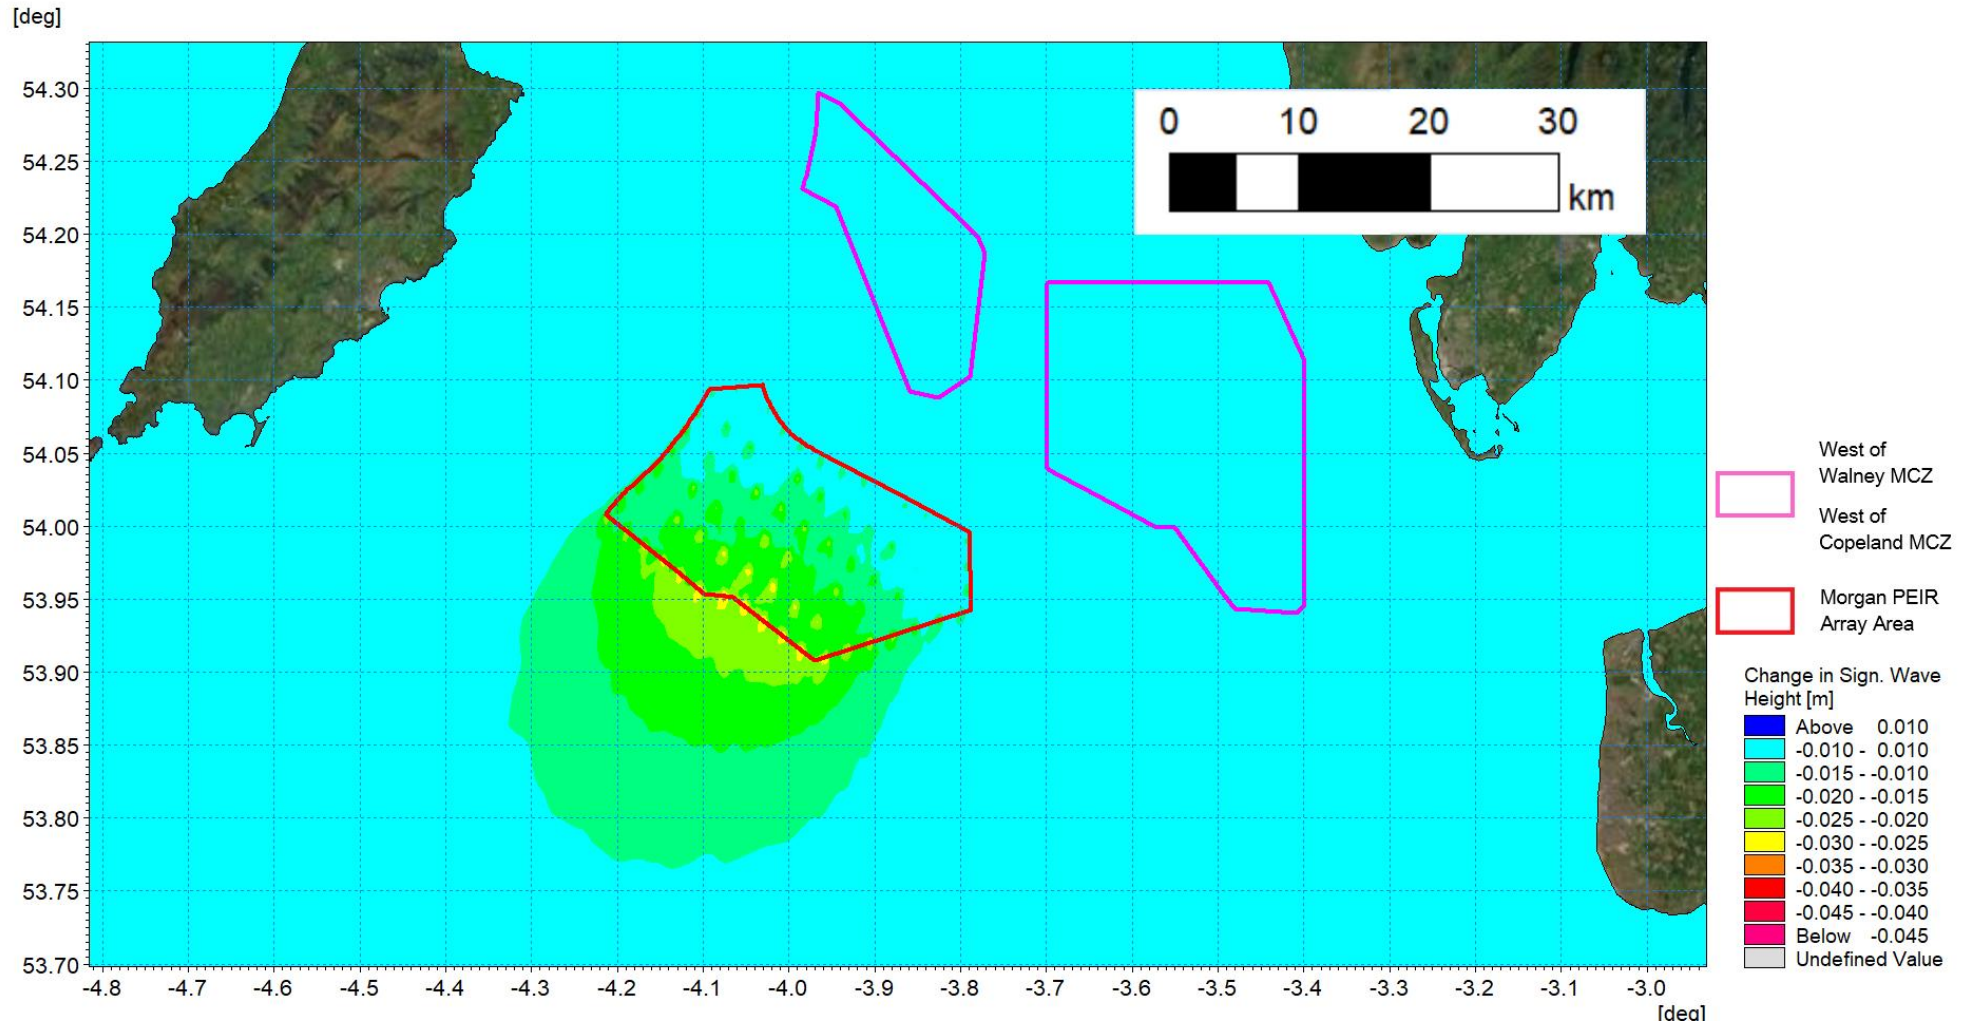 [deg]
54.30
54.25
54.20
54.15
54.10
54.05
54.00
53.95
53.90
53.85
53.80
53.75
53.70
-4.8 -4.7 -4.6 -4.5 -4.4 -4.3 -4.2 -4.1 -4.0 -3.9 -3.8 -3.7 -3.6 -3.5 -3.4 -3.3 -3.2 -3.1 -3.0
[deg]
0 10 20 30
km
West of
Walney MCZ
West of
Copeland MCZ
Morgan PEIR
Array Area
Change in Sign. Wave
Height [m]
Above 0.010
-0.010 - 0.010
-0.015 - -0.010
-0.020 - -0.015
-0.025 - -0.020
-0.030 - -0.025
-0.035 - -0.030
-0.040 - -0.035
-0.045 - -0.040
Below -0.045
Undefined Value